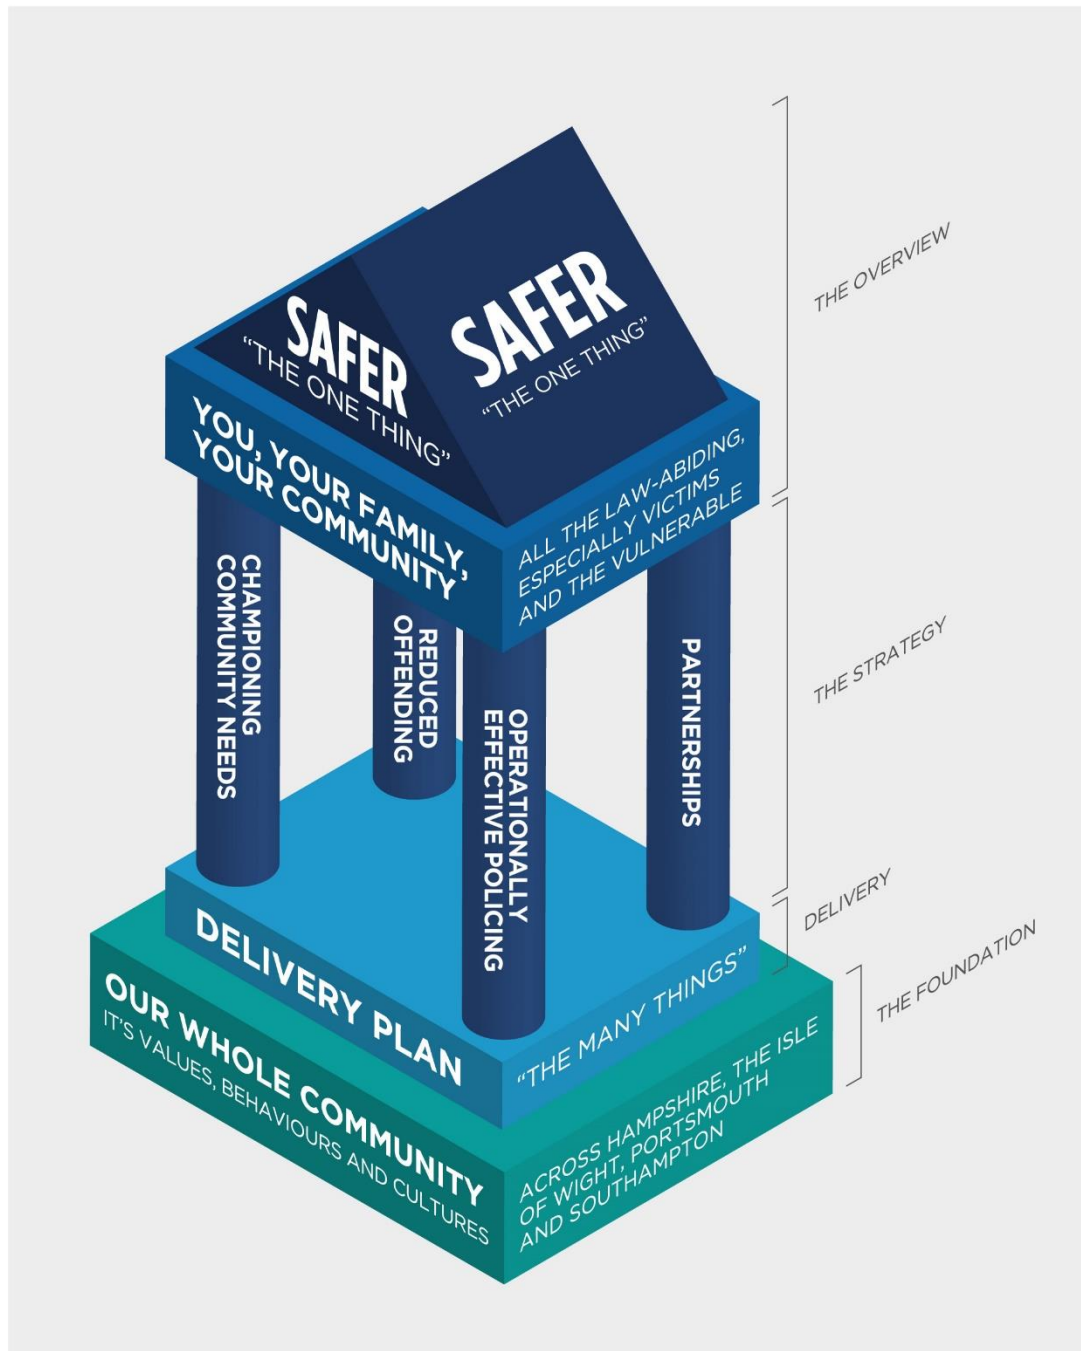 SAFER
"THE ONE THING"
SAFER
"THE ONE THING"
YOU, YOUR FAMILY,
YOUR COMMUNITY
ALL THE LAW-ABIDING,
ESPECIALLY VICTIMS
AND THE VULNERABLE
CHAMPIONING
COMMUNITY NEEDS
REDUCED
OFFENDING
OPERATIONALLY
EFFECTIVE POLICING
PARTNERSHIPS
DELIVERY PLAN
"THE MANY THINGS"
OUR WHOLE COMMUNITY
IT'S VALUES, BEHAVIOURS AND CULTURES
ACROSS HAMPSHIRE, THE ISLE
OF WIGHT, PORTSMOUTH
AND SOUTHAMPTON
THE OVERVIEW
THE STRATEGY
DELIVERY
THE FOUNDATION